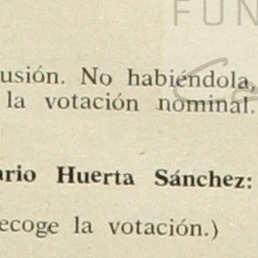 FUN
usión. No habiéndola,
la votación nominal.
ario Huerta Sánchez:
ecoge la votación.)